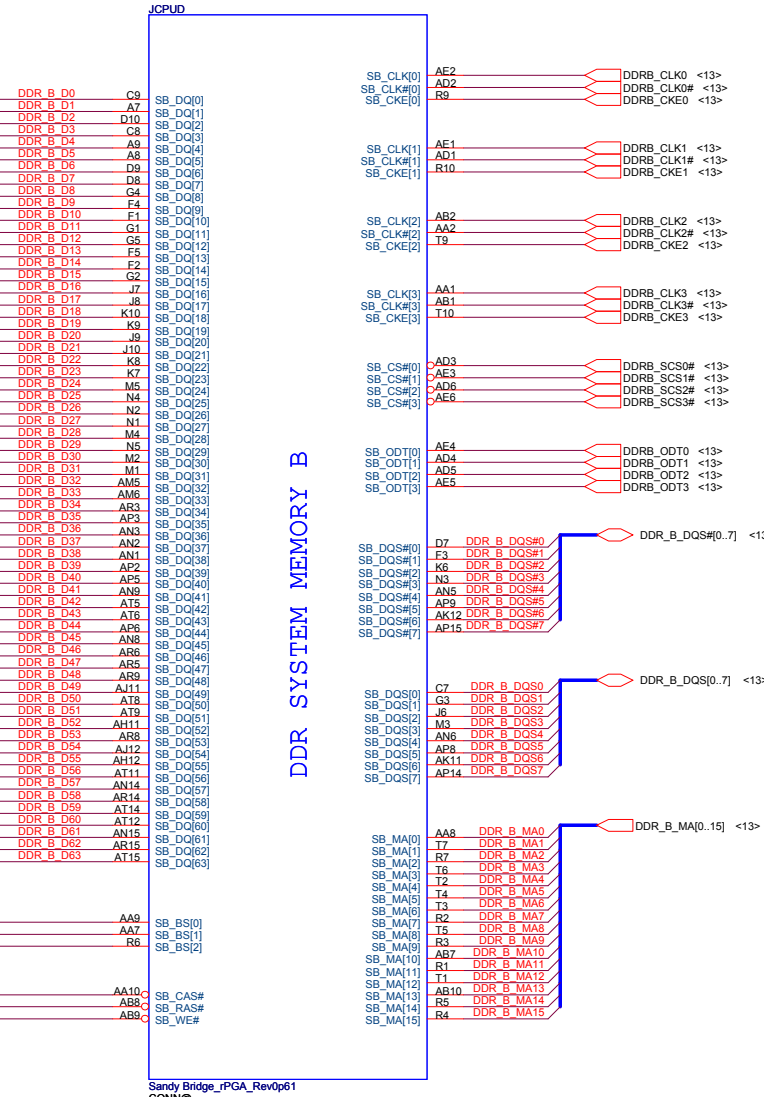 JCPUD
DDR_B_D0 C9 SB_DQ[0]
DDR_B_D1 A7 SB_DQ[1]
DDR_B_D2 D10 SB_DQ[2]
DDR_B_D3 C8 SB_DQ[3]
DDR_B_D4 A9 SB_DQ[4]
DDR_B_D5 A8 SB_DQ[5]
DDR_B_D6 D9 SB_DQ[6]
DDR_B_D7 D8 SB_DQ[7]
DDR_B_D8 G4 SB_DQ[8]
DDR_B_D9 F4 SB_DQ[9]
DDR_B_D10 F1 SB_DQ[10]
DDR_B_D11 G1 SB_DQ[11]
DDR_B_D12 G5 SB_DQ[12]
DDR_B_D13 F5 SB_DQ[13]
DDR_B_D14 F2 SB_DQ[14]
DDR_B_D15 G2 SB_DQ[15]
DDR_B_D16 J7 SB_DQ[16]
DDR_B_D17 J8 SB_DQ[17]
DDR_B_D18 K10 SB_DQ[18]
DDR_B_D19 K9 SB_DQ[19]
DDR_B_D20 J9 SB_DQ[20]
DDR_B_D21 J10 SB_DQ[21]
DDR_B_D22 K8 SB_DQ[22]
DDR_B_D23 K7 SB_DQ[23]
DDR_B_D24 M5 SB_DQ[24]
DDR_B_D25 N4 SB_DQ[25]
DDR_B_D26 N2 SB_DQ[26]
DDR_B_D27 N1 SB_DQ[27]
DDR_B_D28 M4 SB_DQ[28]
DDR_B_D29 N5 SB_DQ[29]
DDR_B_D30 M2 SB_DQ[30]
DDR_B_D31 M1 SB_DQ[31]
DDR_B_D32 AM5 SB_DQ[32]
DDR_B_D33 AM6 SB_DQ[33]
DDR_B_D34 AR3 SB_DQ[34]
DDR_B_D35 AP3 SB_DQ[35]
DDR_B_D36 AN3 SB_DQ[36]
DDR_B_D37 AN2 SB_DQ[37]
DDR_B_D38 AN1 SB_DQ[38]
DDR_B_D39 AP2 SB_DQ[39]
DDR_B_D40 AP5 SB_DQ[40]
DDR_B_D41 AN9 SB_DQ[41]
DDR_B_D42 AT5 SB_DQ[42]
DDR_B_D43 AT6 SB_DQ[43]
DDR_B_D44 AP6 SB_DQ[44]
DDR_B_D45 AN8 SB_DQ[45]
DDR_B_D46 AR6 SB_DQ[46]
DDR_B_D47 AR5 SB_DQ[47]
DDR_B_D48 AR9 SB_DQ[48]
DDR_B_D49 AJ11 SB_DQ[49]
DDR_B_D50 AT8 SB_DQ[50]
DDR_B_D51 AT9 SB_DQ[51]
DDR_B_D52 AH11 SB_DQ[52]
DDR_B_D53 AR8 SB_DQ[53]
DDR_B_D54 AJ12 SB_DQ[54]
DDR_B_D55 AH12 SB_DQ[55]
DDR_B_D56 AT11 SB_DQ[56]
DDR_B_D57 AN14 SB_DQ[57]
DDR_B_D58 AR14 SB_DQ[58]
DDR_B_D59 AT14 SB_DQ[59]
DDR_B_D60 AT12 SB_DQ[60]
DDR_B_D61 AN15 SB_DQ[61]
DDR_B_D62 AR15 SB_DQ[62]
DDR_B_D63 AT15 SB_DQ[63]
AA9 SB_BS[0]
AA7 SB_BS[1]
R6 SB_BS[2]
AA10 SB_CAS#
AB8 SB_RAS#
AB9 SB_WE#
DDR SYSTEM MEMORY B
SB_CLK[0] AE2 DDRB_CLK0 <13>
SB_CLK#[0] AD2 DDRB_CLK0# <13>
SB_CKE[0] R9 DDRB_CKE0 <13>
SB_CLK[1] AE1 DDRB_CLK1 <13>
SB_CLK#[1] AD1 DDRB_CLK1# <13>
SB_CKE[1] R10 DDRB_CKE1 <13>
SB_CLK[2] AB2 DDRB_CLK2 <13>
SB_CLK#[2] AA2 DDRB_CLK2# <13>
SB_CKE[2] T9 DDRB_CKE2 <13>
SB_CLK[3] AA1 DDRB_CLK3 <13>
SB_CLK#[3] AB1 DDRB_CLK3# <13>
SB_CKE[3] T10 DDRB_CKE3 <13>
SB_CS#[0] AD3 DDRB_SCS0# <13>
SB_CS#[1] AE3 DDRB_SCS1# <13>
SB_CS#[2] AD6 DDRB_SCS2# <13>
SB_CS#[3] AE6 DDRB_SCS3# <13>
SB_ODT[0] AE4 DDRB_ODT0 <13>
SB_ODT[1] AD4 DDRB_ODT1 <13>
SB_ODT[2] AD5 DDRB_ODT2 <13>
SB_ODT[3] AE5 DDRB_ODT3 <13>
DDR_B_DQS#[0..7] <13
SB_DQS#[0] D7 DDR_B_DQS#0
SB_DQS#[1] F3 DDR_B_DQS#1
SB_DQS#[2] K6 DDR_B_DQS#2
SB_DQS#[3] N3 DDR_B_DQS#3
SB_DQS#[4] AN5 DDR_B_DQS#4
SB_DQS#[5] AP9 DDR_B_DQS#5
SB_DQS#[6] AK12 DDR_B_DQS#6
SB_DQS#[7] AP15 DDR_B_DQS#7
DDR_B_DQS[0..7] <13>
SB_DQS[0] C7 DDR_B_DQS0
SB_DQS[1] G3 DDR_B_DQS1
SB_DQS[2] J6 DDR_B_DQS2
SB_DQS[3] M3 DDR_B_DQS3
SB_DQS[4] AN6 DDR_B_DQS4
SB_DQS[5] AP8 DDR_B_DQS5
SB_DQS[6] AK11 DDR_B_DQS6
SB_DQS[7] AP14 DDR_B_DQS7
DDR_B_MA[0..15] <13>
SB_MA[0] AA8 DDR_B_MA0
SB_MA[1] T7 DDR_B_MA1
SB_MA[2] R7 DDR_B_MA2
SB_MA[3] T6 DDR_B_MA3
SB_MA[4] T2 DDR_B_MA4
SB_MA[5] T4 DDR_B_MA5
SB_MA[6] T3 DDR_B_MA6
SB_MA[7] R2 DDR_B_MA7
SB_MA[8] T5 DDR_B_MA8
SB_MA[9] R3 DDR_B_MA9
SB_MA[10] AB7 DDR_B_MA10
SB_MA[11] R1 DDR_B_MA11
SB_MA[12] T1 DDR_B_MA12
SB_MA[13] AB10 DDR_B_MA13
SB_MA[14] R5 DDR_B_MA14
SB_MA[15] R4 DDR_B_MA15
Sandy Bridge_rPGA_Rev0p61
CONN@